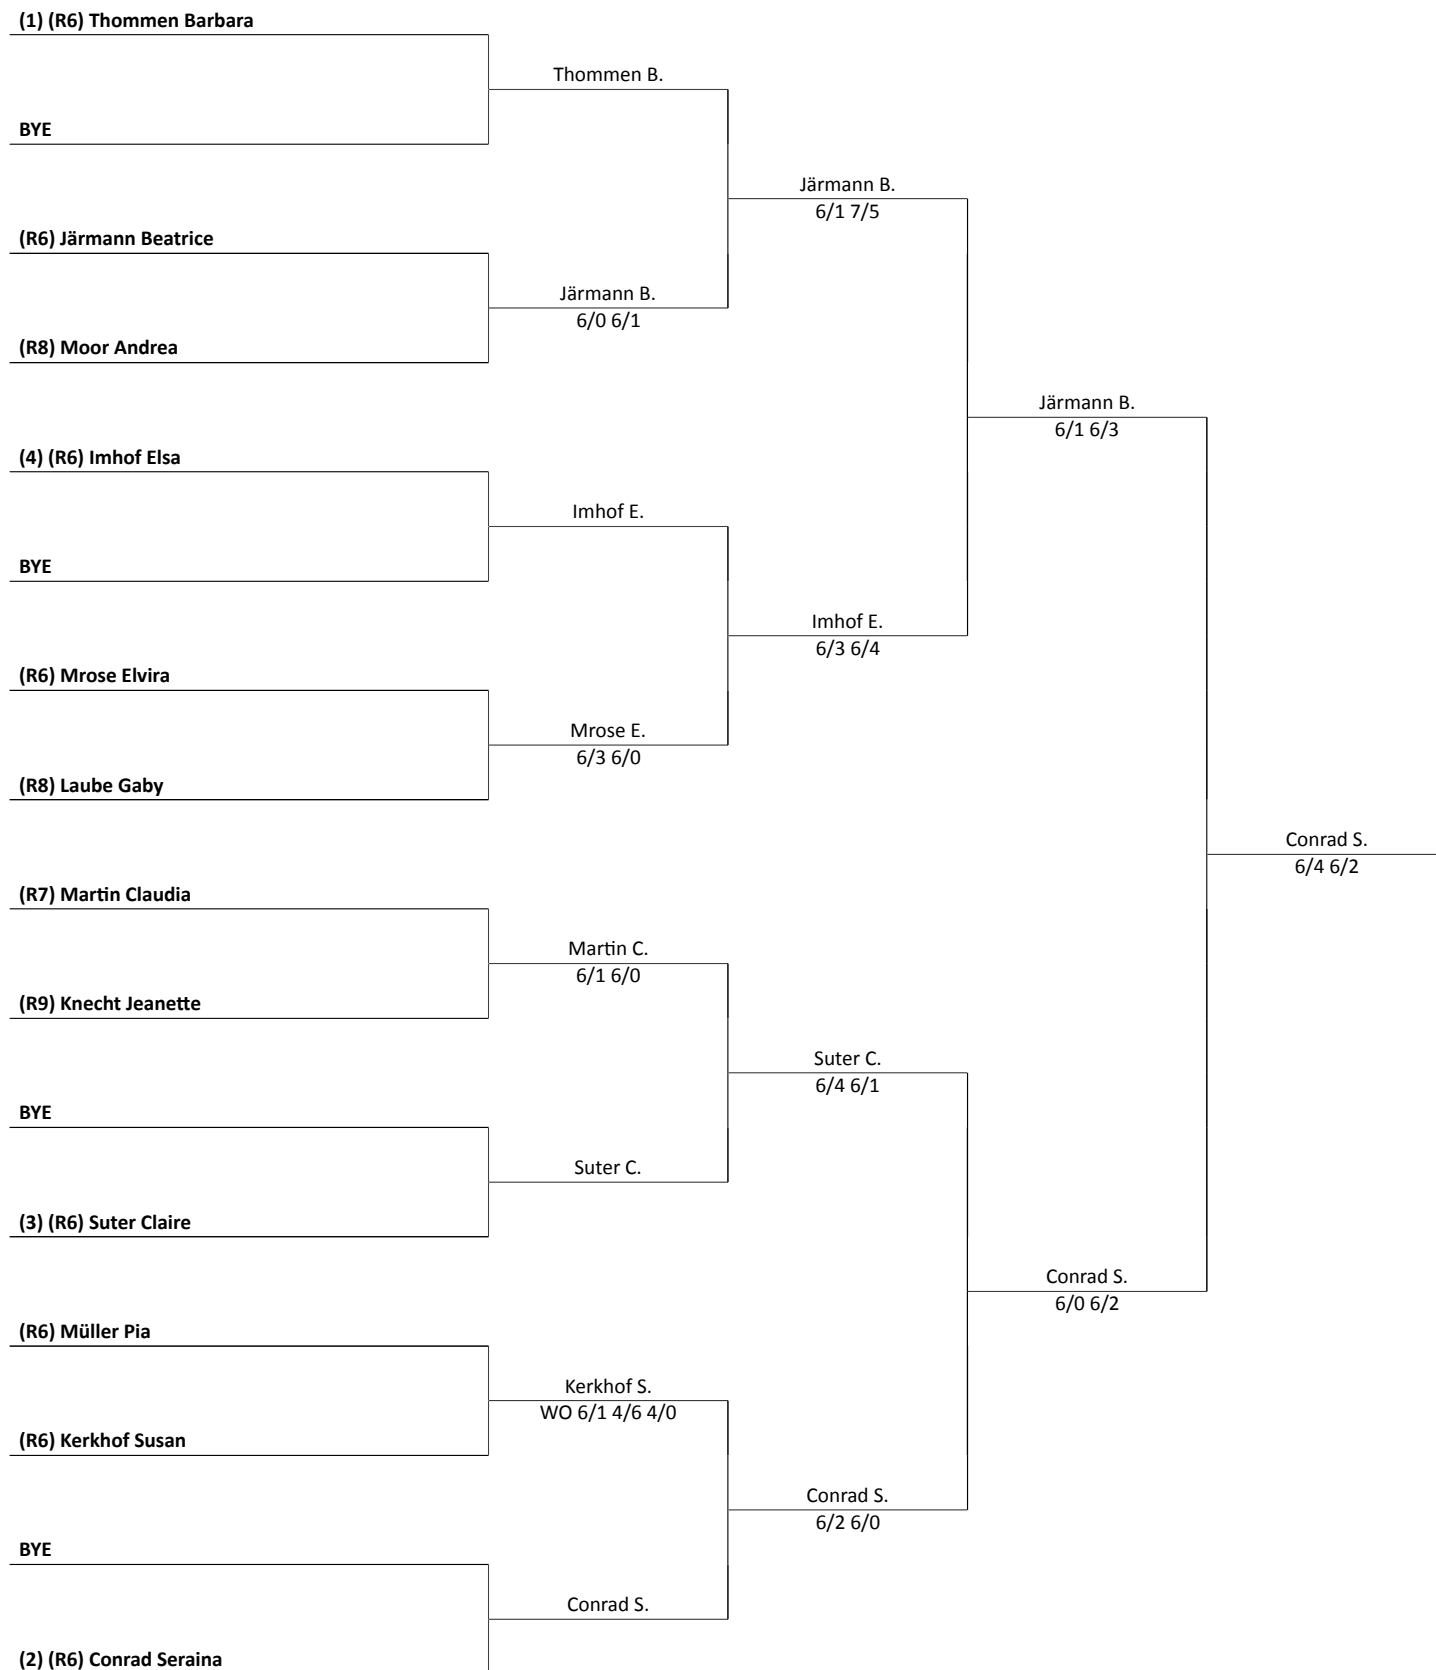 (1) (R6) Thommen Barbara
Thommen B.
BYE
Järmann B.
6/1 7/5
(R6) Järmann Beatrice
Järmann B.
6/0 6/1
(R8) Moor Andrea
Järmann B.
6/1 6/3
(4) (R6) Imhof Elsa
Imhof E.
BYE
Imhof E.
6/3 6/4
(R6) Mrose Elvira
Mrose E.
6/3 6/0
(R8) Laube Gaby
Conrad S.
6/4 6/2
(R7) Martin Claudia
Martin C.
6/1 6/0
(R9) Knecht Jeanette
Suter C.
6/4 6/1
BYE
Suter C.
(3) (R6) Suter Claire
Conrad S.
6/0 6/2
(R6) Müller Pia
Kerkhof S.
WO 6/1 4/6 4/0
(R6) Kerkhof Susan
Conrad S.
6/2 6/0
BYE
Conrad S.
(2) (R6) Conrad Seraina